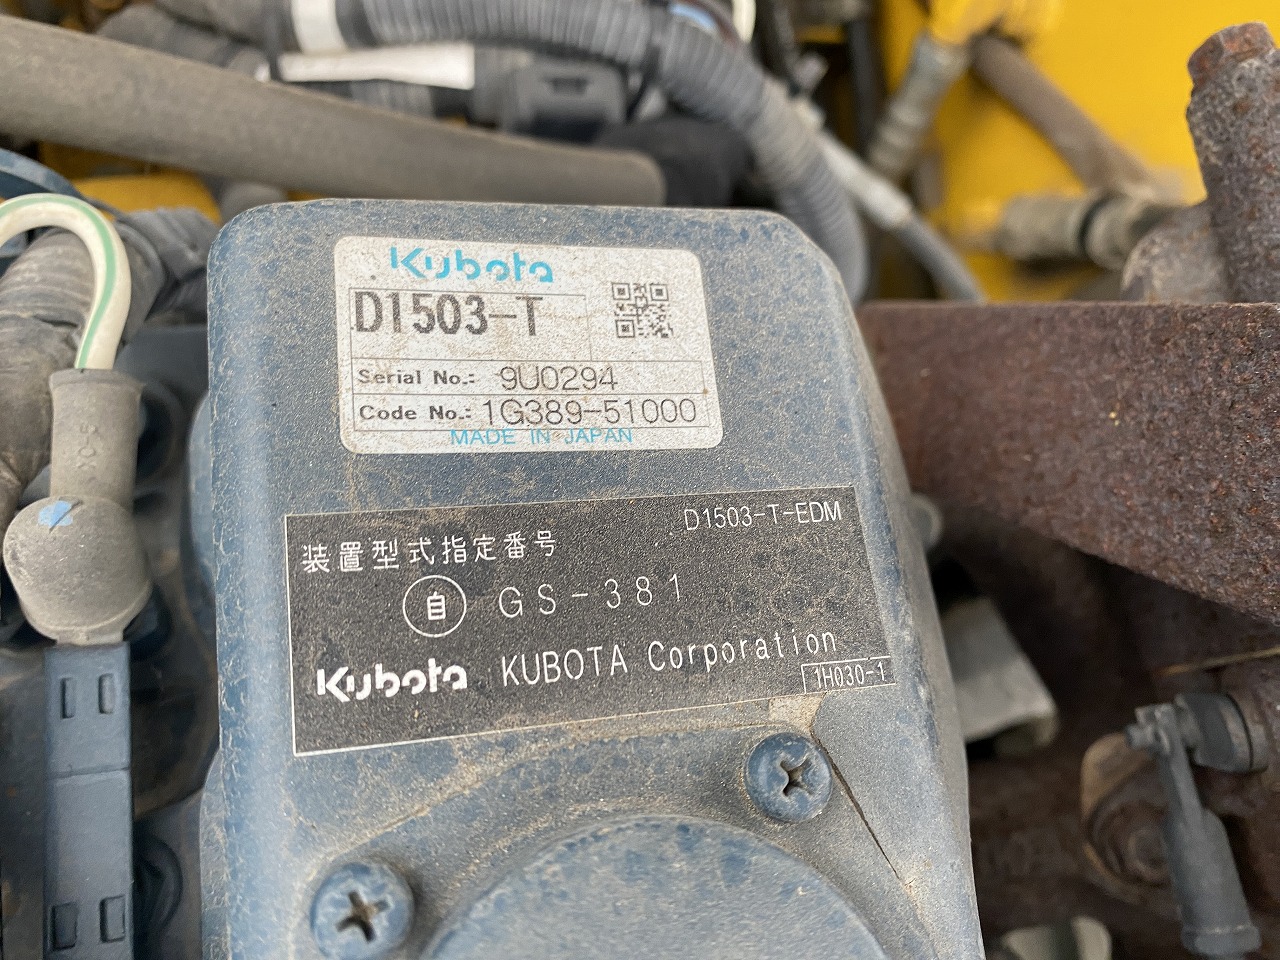 Kubota
D1503-T
Serial No.: 9U0294
Code No.: 1G389-51000
MADE IN JAPAN
D1503-T-EDM
装置型式指定番号
自 GS-381
Kubota KUBOTA Corporation
1H030-1